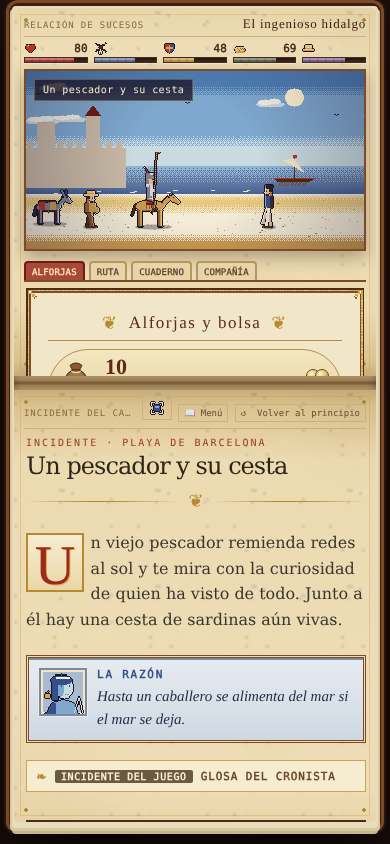 RELACIÓN DE SUCESOS
El ingenioso hidalgo
80
48
69
Un pescador y su cesta
ALFORJAS
RUTA
CUADERNO
COMPAÑÍA
Alforjas y bolsa
10
INCIDENTE DEL CA…
Menú
Volver al principio
INCIDENTE · PLAYA DE BARCELONA
Un pescador y su cesta
Un viejo pescador remienda redes
al sol y te mira con la curiosidad
de quien ha visto de todo. Junto a
él hay una cesta de sardinas aún vivas.
LA RAZÓN
Hasta un caballero se alimenta del mar si
el mar se deja.
INCIDENTE DEL JUEGO GLOSA DEL CRONISTA